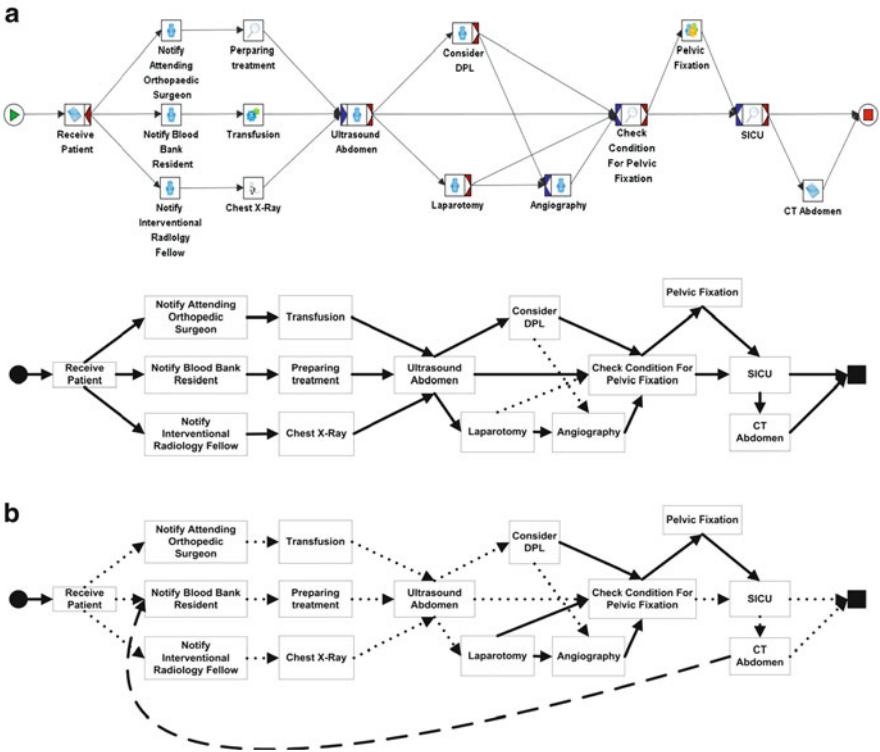 a
Notify
Attending
Orthopaedic
Surgeon
Perparing
treatment
Consider
DPL
Pelvic
Fixation
Receive
Patient
Notify Blood
Bank
Resident
Transfusion
Ultrasound
Abdomen
Check
Condition
For Pelvic
Fixation
SICU
Notify
Interventional
Radiolgy
Fellow
Chest X-Ray
Laparotomy
Angiography
CT Abdomen
Notify Attending
Orthopedic
Surgeon
Transfusion
Consider
DPL
Pelvic Fixation
Receive
Patient
Notify Blood Bank
Resident
Preparing
treatment
Ultrasound
Abdomen
Check Condition For
Pelvic Fixation
SICU
Notify
Interventional
Radiology Fellow
Chest X-Ray
Laparotomy
Angiography
CT
Abdomen
b
Notify Attending
Orthopedic
Surgeon
Transfusion
Consider
DPL
Pelvic Fixation
Receive
Patient
Notify Blood Bank
Resident
Preparing
treatment
Ultrasound
Abdomen
Check Condition For
Pelvic Fixation
SICU
Notify
Interventional
Radiology Fellow
Chest X-Ray
Laparotomy
Angiography
CT
Abdomen